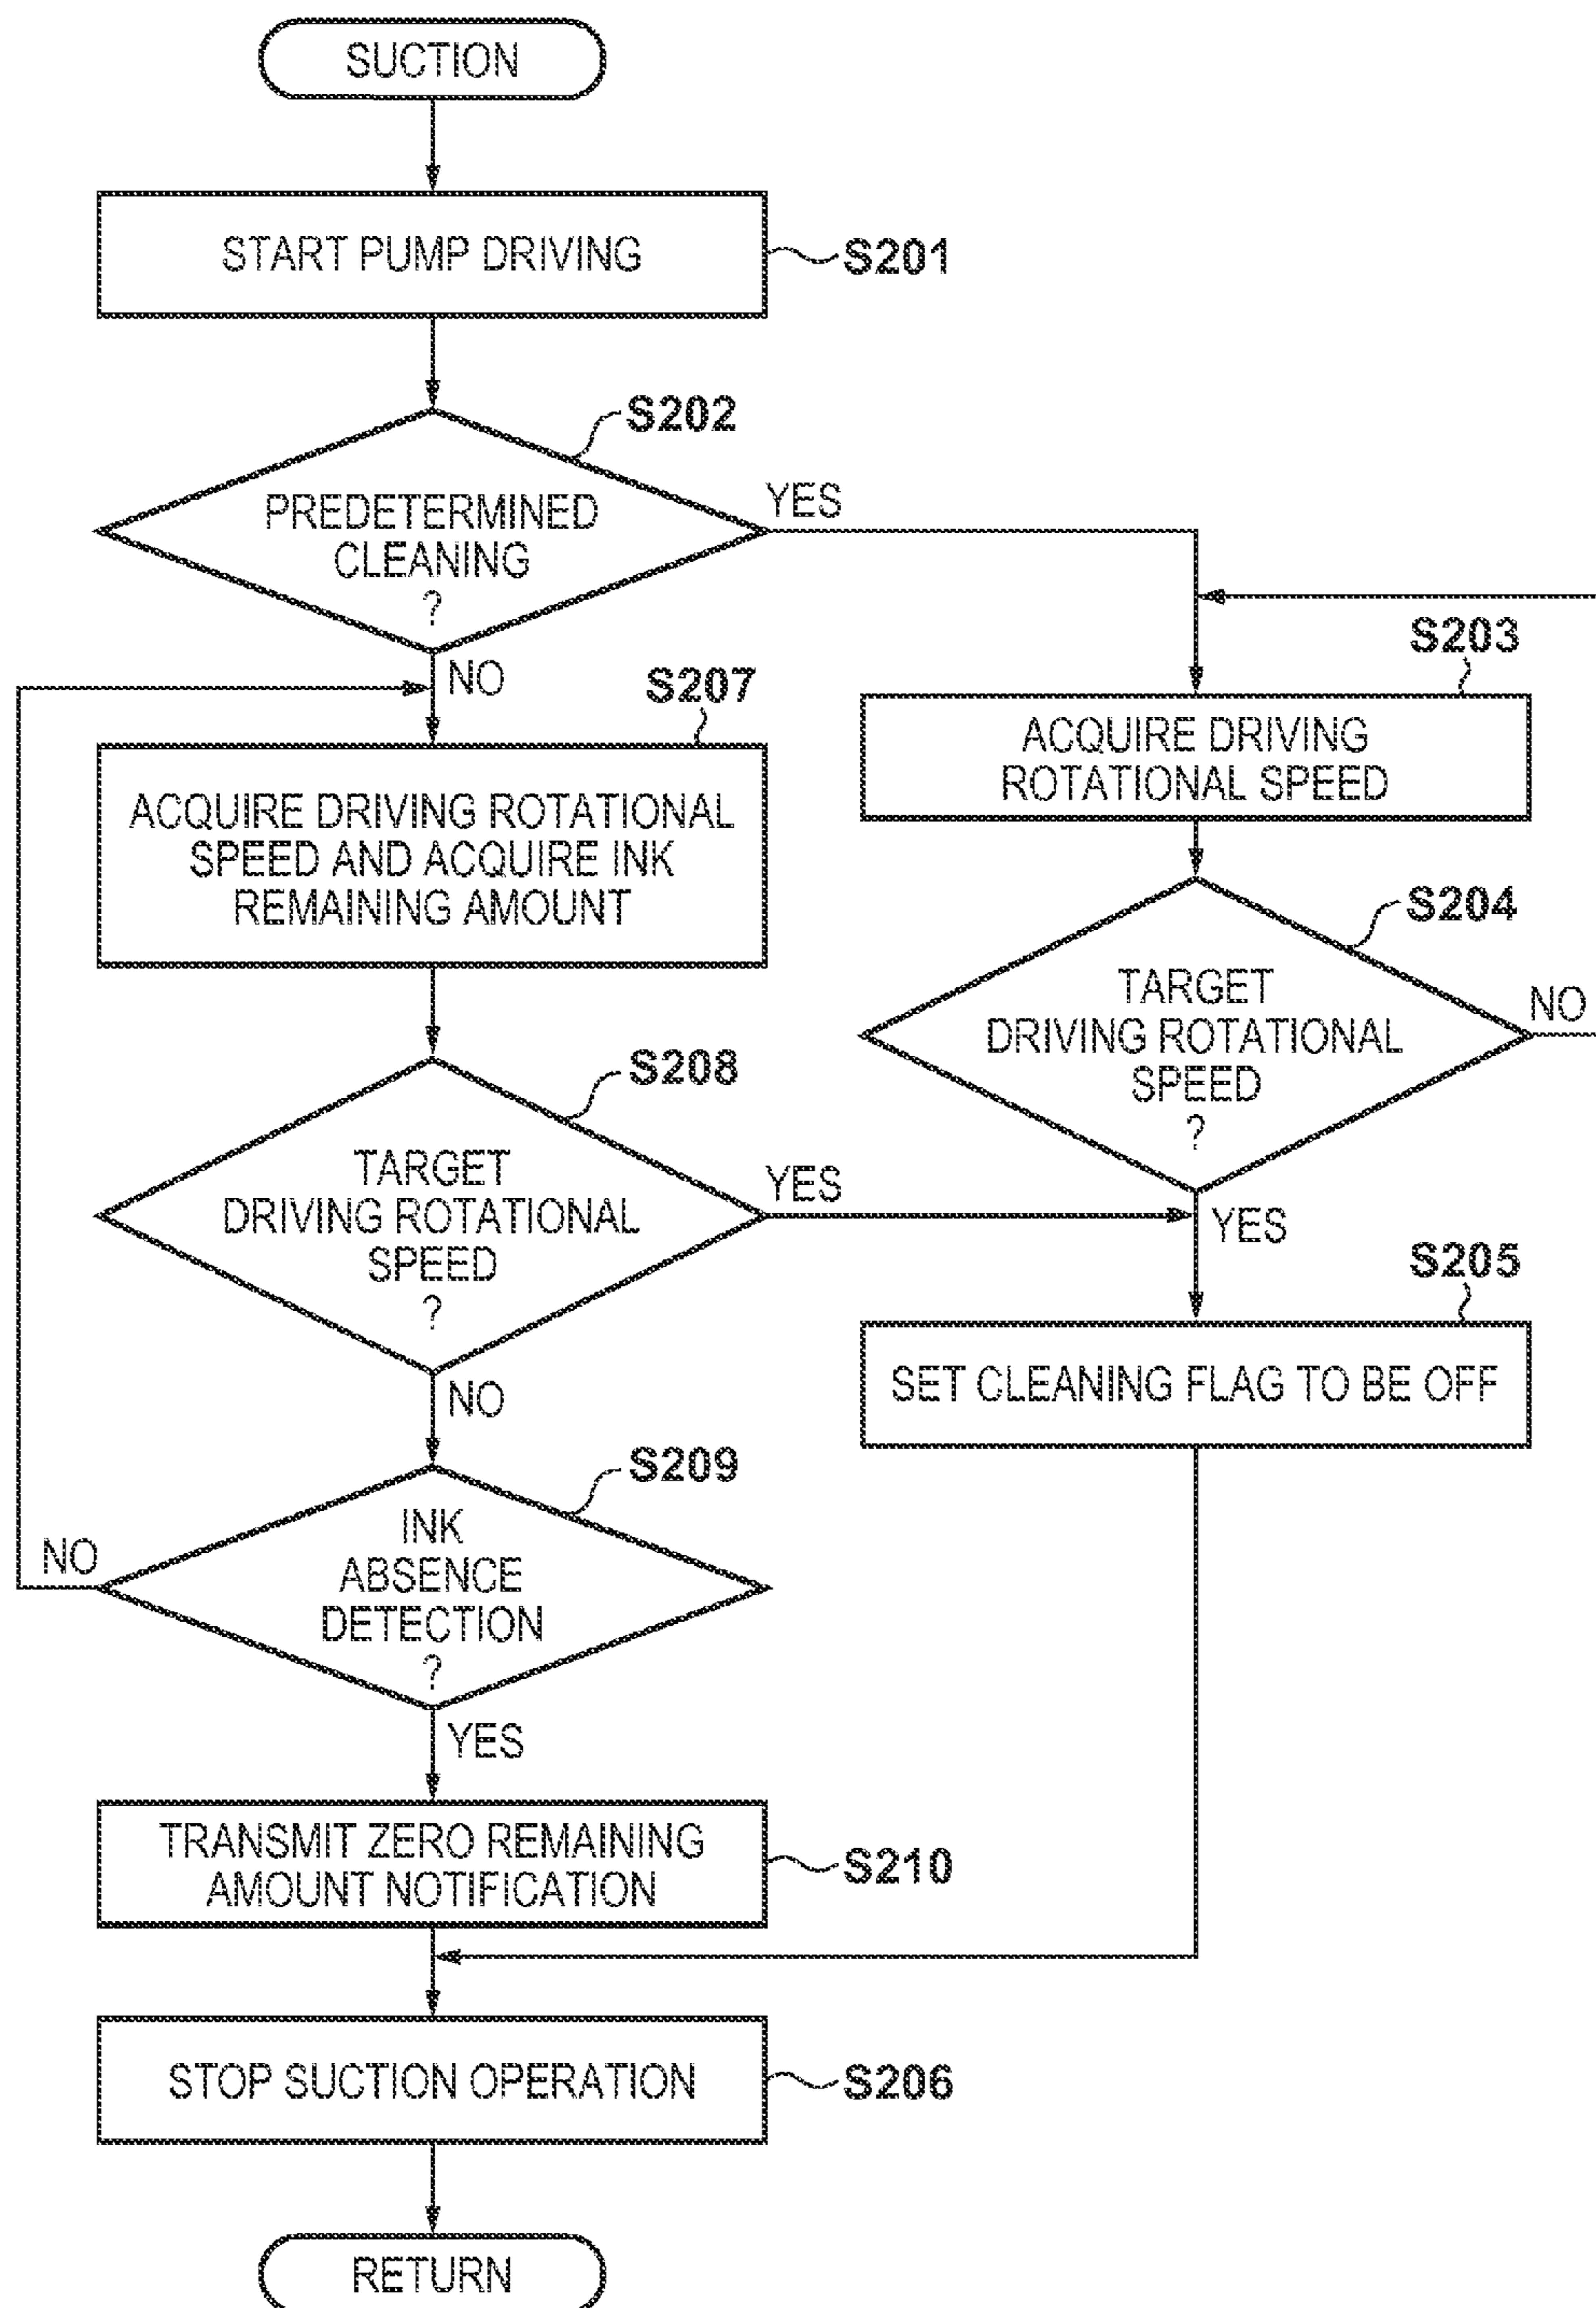 SUCTION
START PUMP DRIVING
S201
S202
PREDETERMINED
CLEANING
?
YES
NO
S203
ACQUIRE DRIVING
ROTATIONAL SPEED
S207
ACQUIRE DRIVING ROTATIONAL
SPEED AND ACQUIRE INK
REMAINING AMOUNT
S204
TARGET
DRIVING ROTATIONAL
SPEED
?
NO
YES
S208
TARGET
DRIVING ROTATIONAL
SPEED
?
YES
NO
S205
SET CLEANING FLAG TO BE OFF
S209
INK
ABSENCE
DETECTION
?
NO
YES
TRANSMIT ZERO REMAINING
AMOUNT NOTIFICATION
S210
STOP SUCTION OPERATION
S206
RETURN